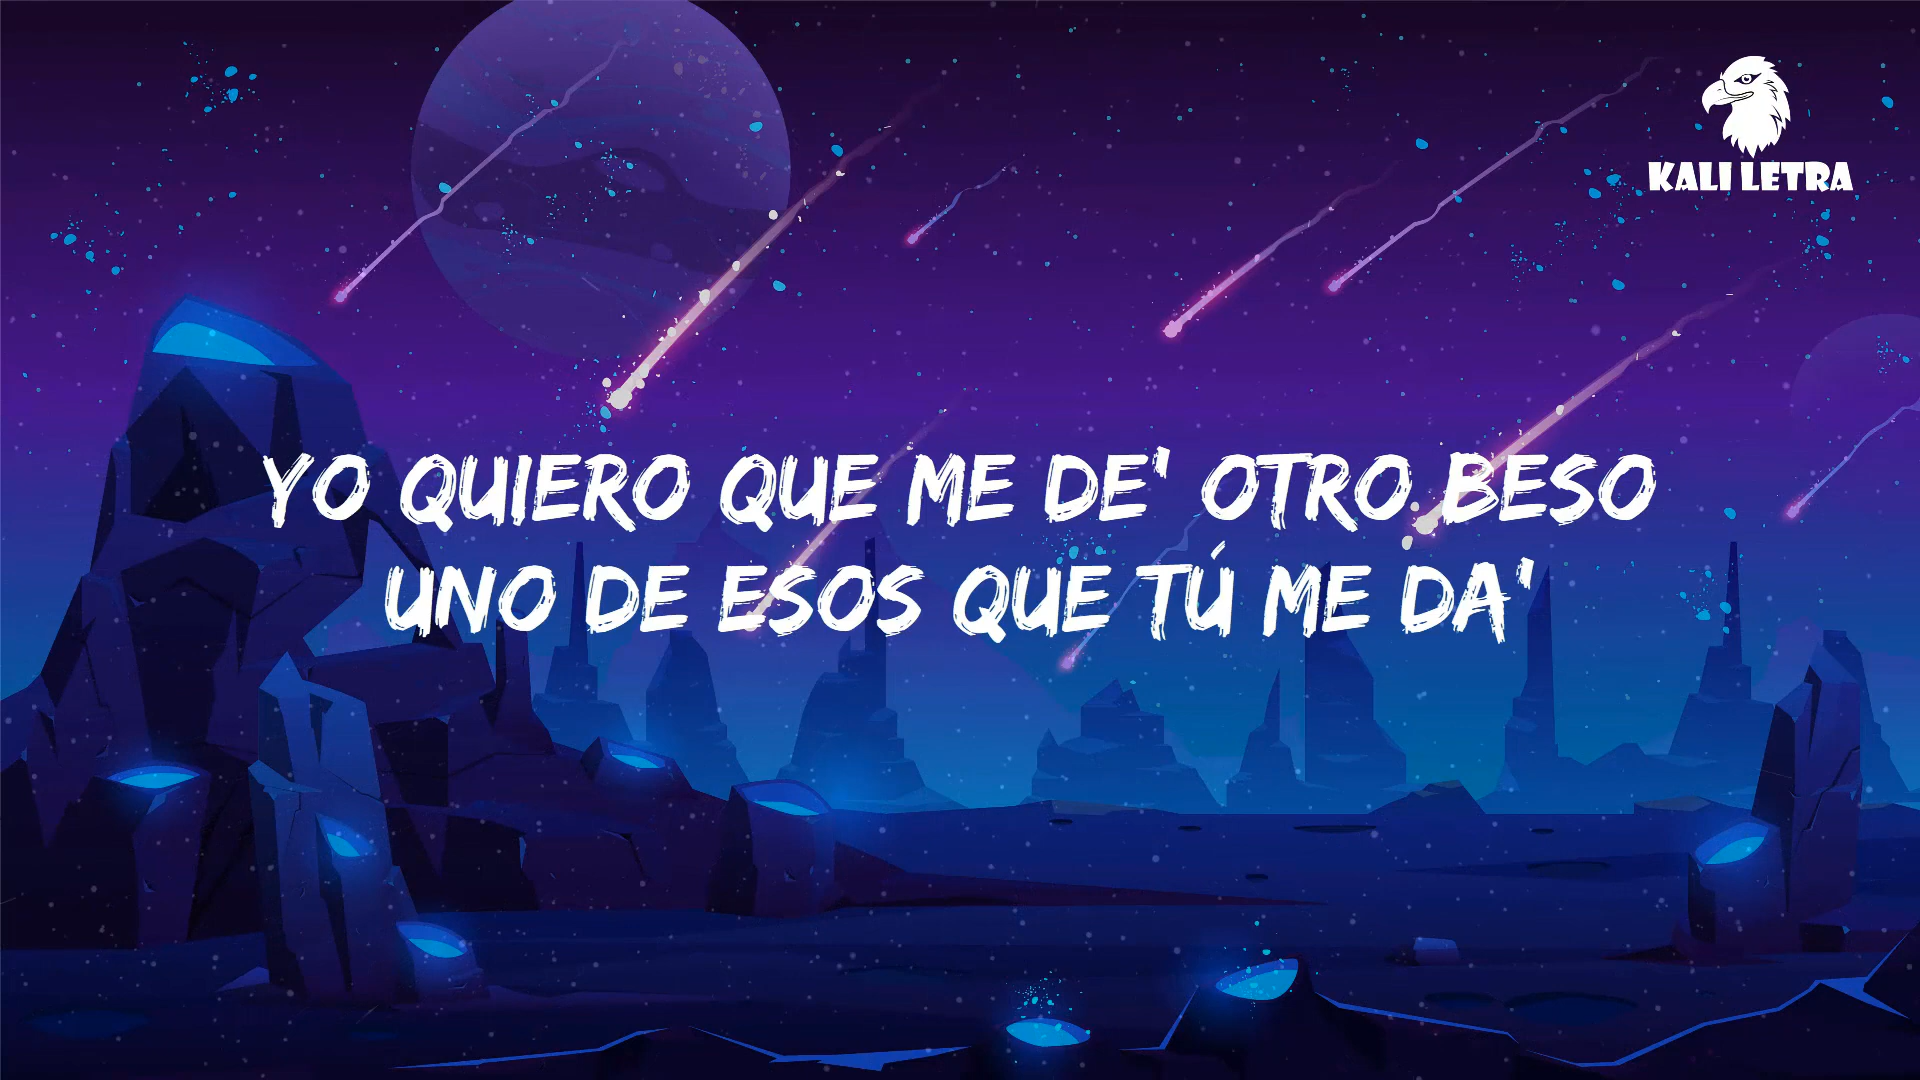 KALI LETRA
YO QUIERO QUE ME DE' OTRO BESO
UNO DE ESOS QUE TÚ ME DA'